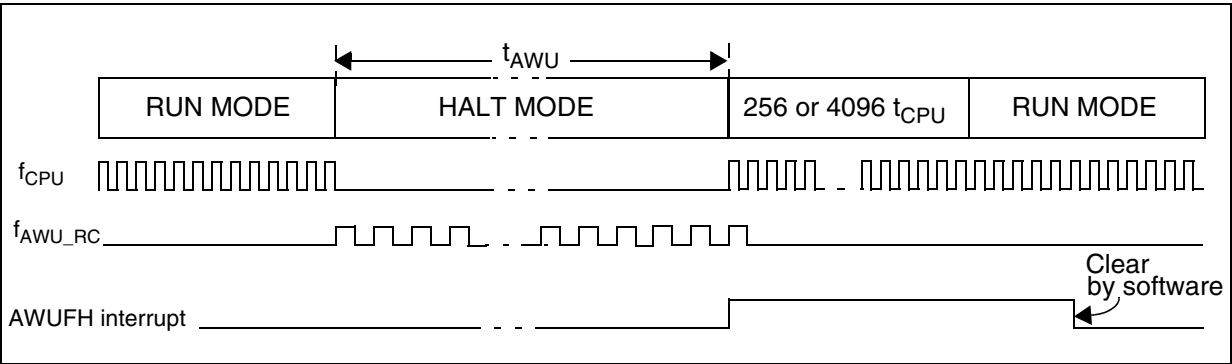 tAWU
RUN MODE
HALT MODE
256 or 4096 tCPU
RUN MODE
fCPU
fAWU_RC
Clear
by software
AWUFH interrupt